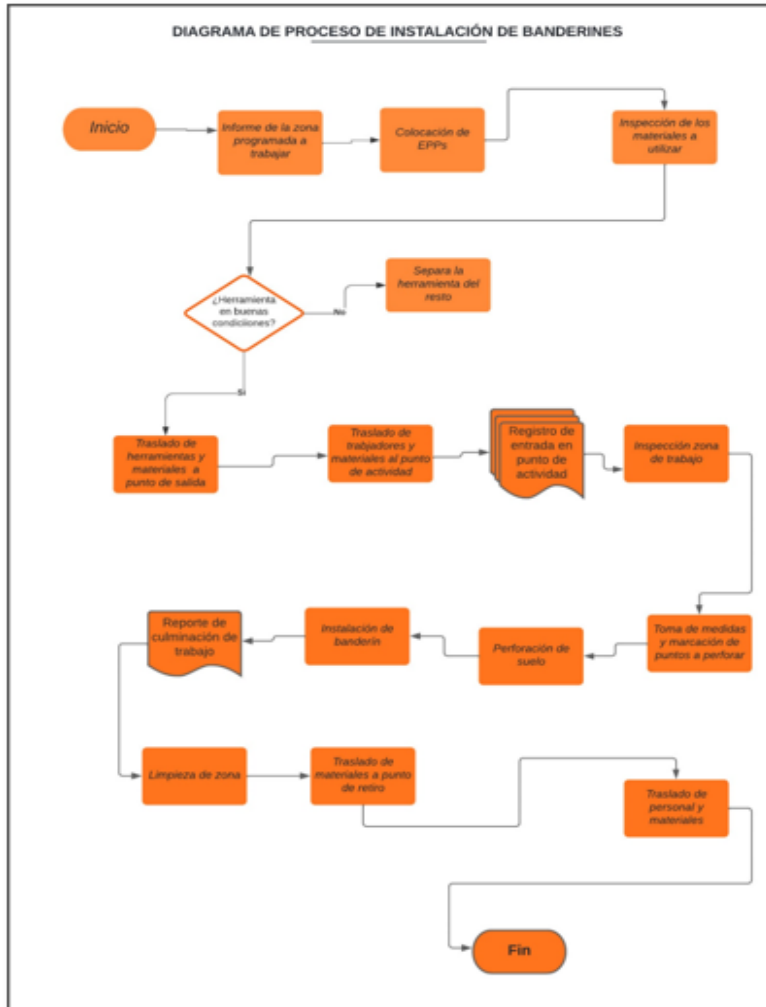 DIAGRAMA DE PROCESO DE INSTALACIÓN DE BANDERINES
Inicio
Informe de la zona
programada a
trabajar
Colocación de
EPPs
Inspección de los
materiales a
utilizar
¿Herramienta
en buenas
condiciiones?
No
Separa la
herramienta del
resto
Si
Traslado de
herramientas y
materiales a
punto de salida
Traslado de
trabjadores y
materiales al punto
de actividad
Registro de
entrada en
punto de
actividad
Inspección zona
de trabajo
Reporte de
culminación de
trabajo
Instalación de
banderín
Perforación de
suelo
Toma de medidas
y marcación de
puntos a perforar
Limpieza de zona
Traslado de
materiales a punto
de retiro
Traslado de
personal y
materiales
Fin